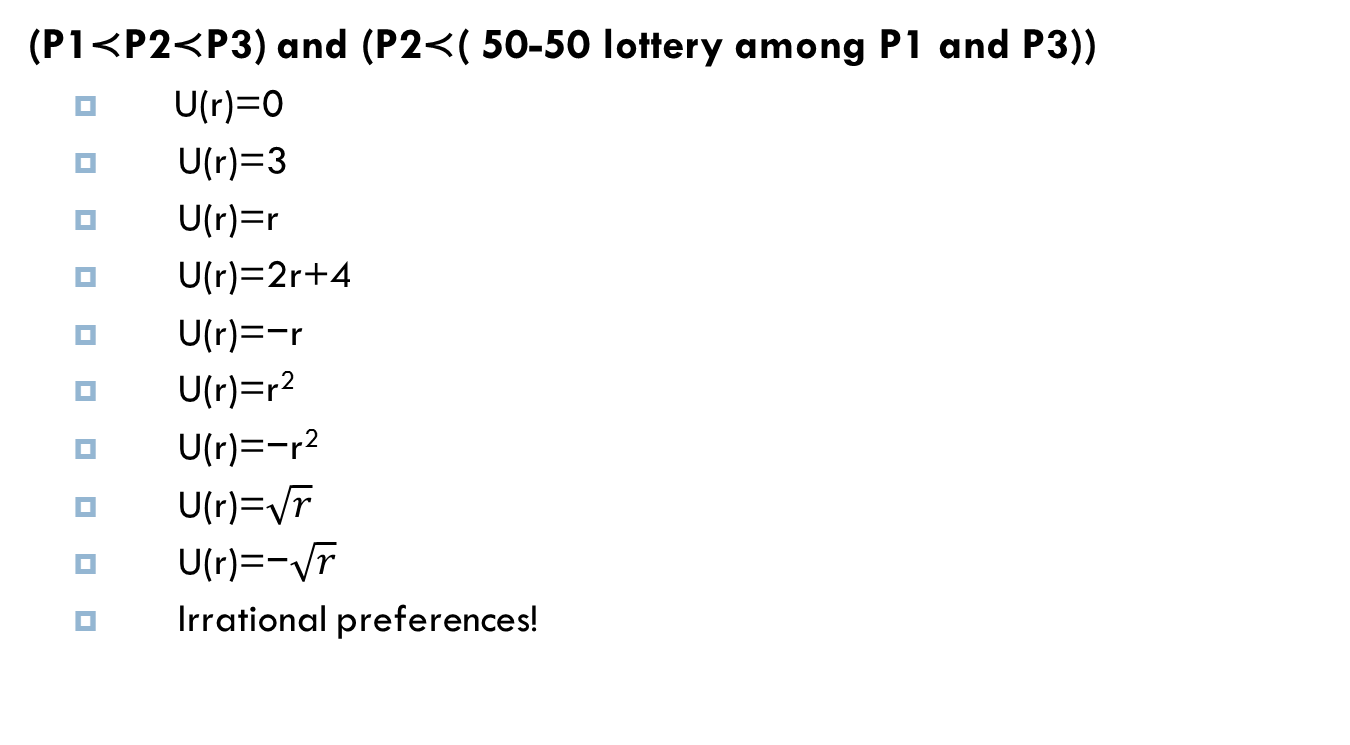 (P1≺P2≺P3) and (P2≺( 50-50 lottery among P1 and P3))
U(r)=0
U(r)=3
U(r)=r
U(r)=2r+4
U(r)=−r
U(r)=r²
U(r)=−r²
U(r)=√r
U(r)=−√r
Irrational preferences!